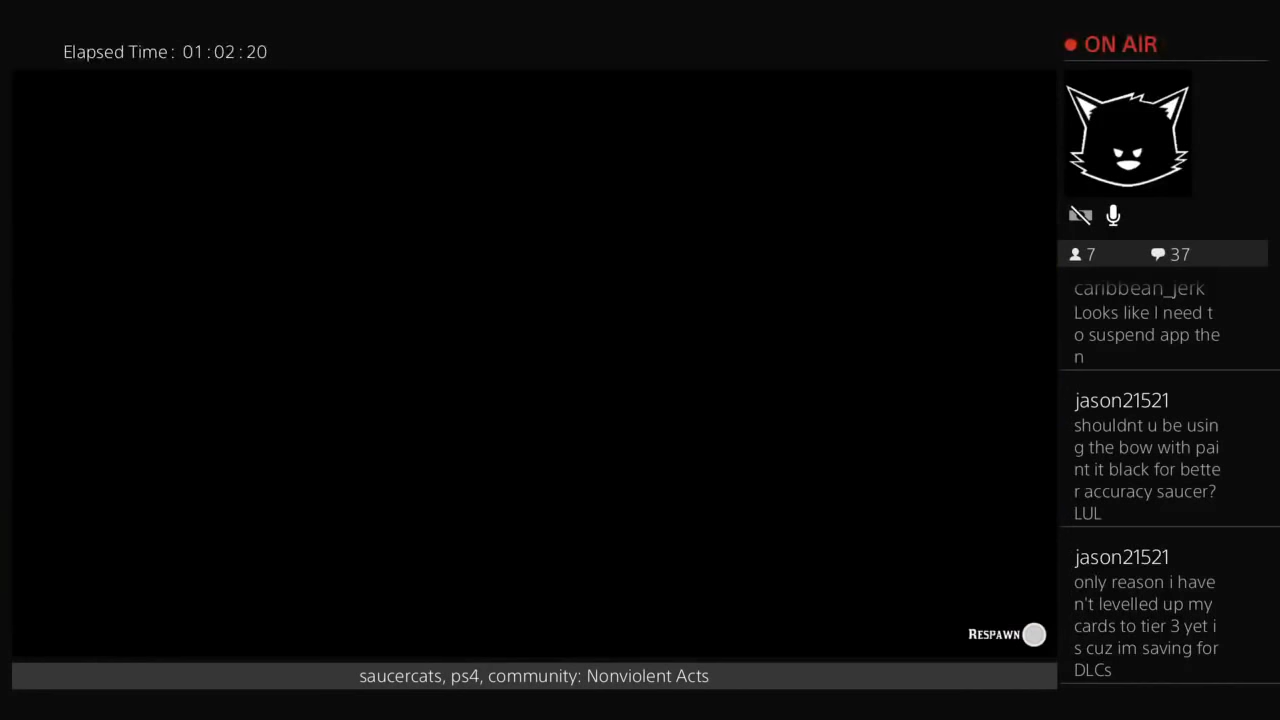 Elapsed Time: 01:02:20
ON AIR
7
37
caribbean_jerk
Looks like I need t
o suspend app the
n
jason21521
shouldnt u be usin
g the bow with pai
nt it black for bette
r accuracy saucer?
LUL
jason21521
only reason i have
n't levelled up my
cards to tier 3 yet i
s cuz im saving for
DLCs
RESPAWN
saucercats, ps4, community: Nonviolent Acts